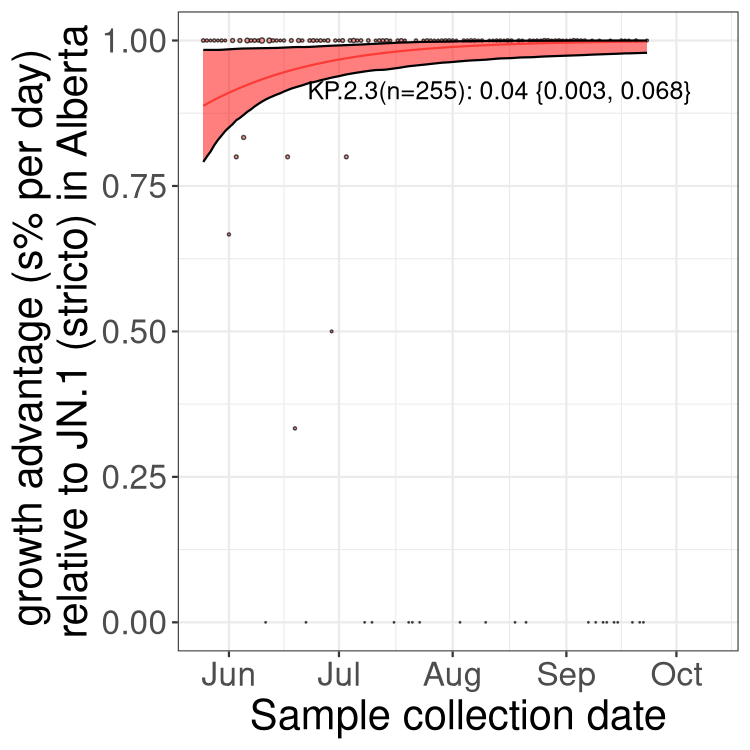 growth advantage (s% per day)
relative to JN.1 (stricto) in Alberta
1.00
0.75
0.50
0.25
0.00
KP.2.3(n=255): 0.04 {0.003, 0.068}
Jun Jul Aug Sep Oct
Sample collection date